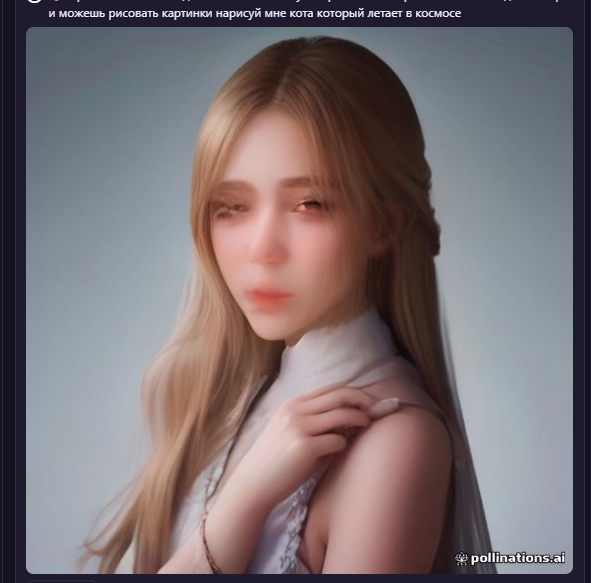 и можешь рисовать картинки нарисуй мне кота который летает в космосе
pollinations.ai